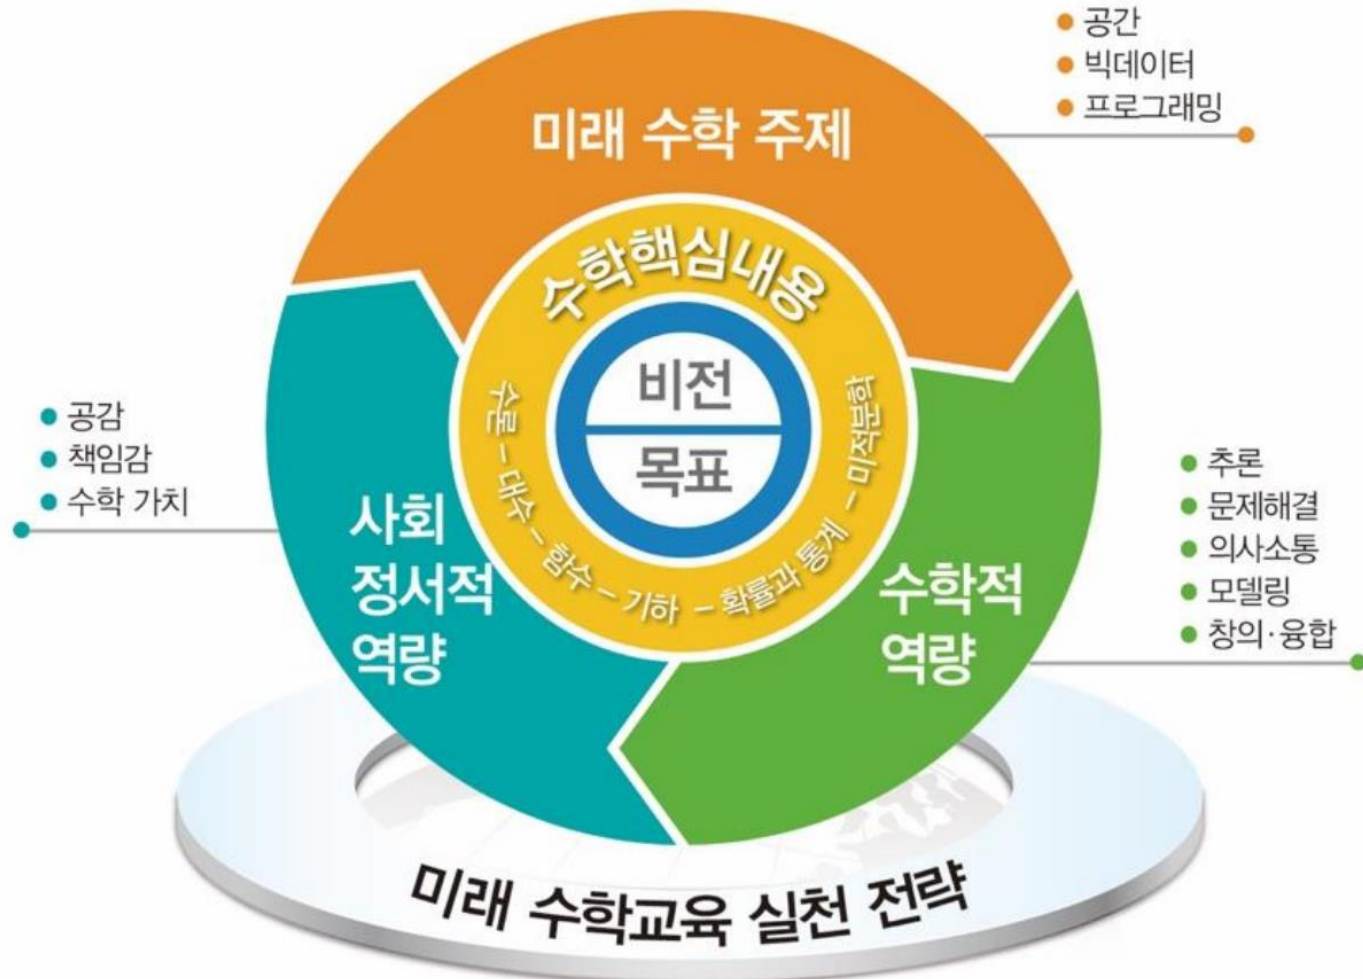 공간
빅데이터
프로그래밍
미래 수학 주제
수학핵심내용
비전
목표
수론 – 대수 – 함수 – 기하 – 확률과 통계 – 미적분학
공감
책임감
수학 가치
사회
정서적
역량
수학적
역량
추론
문제해결
의사소통
모델링
창의·융합
미래 수학교육 실천 전략